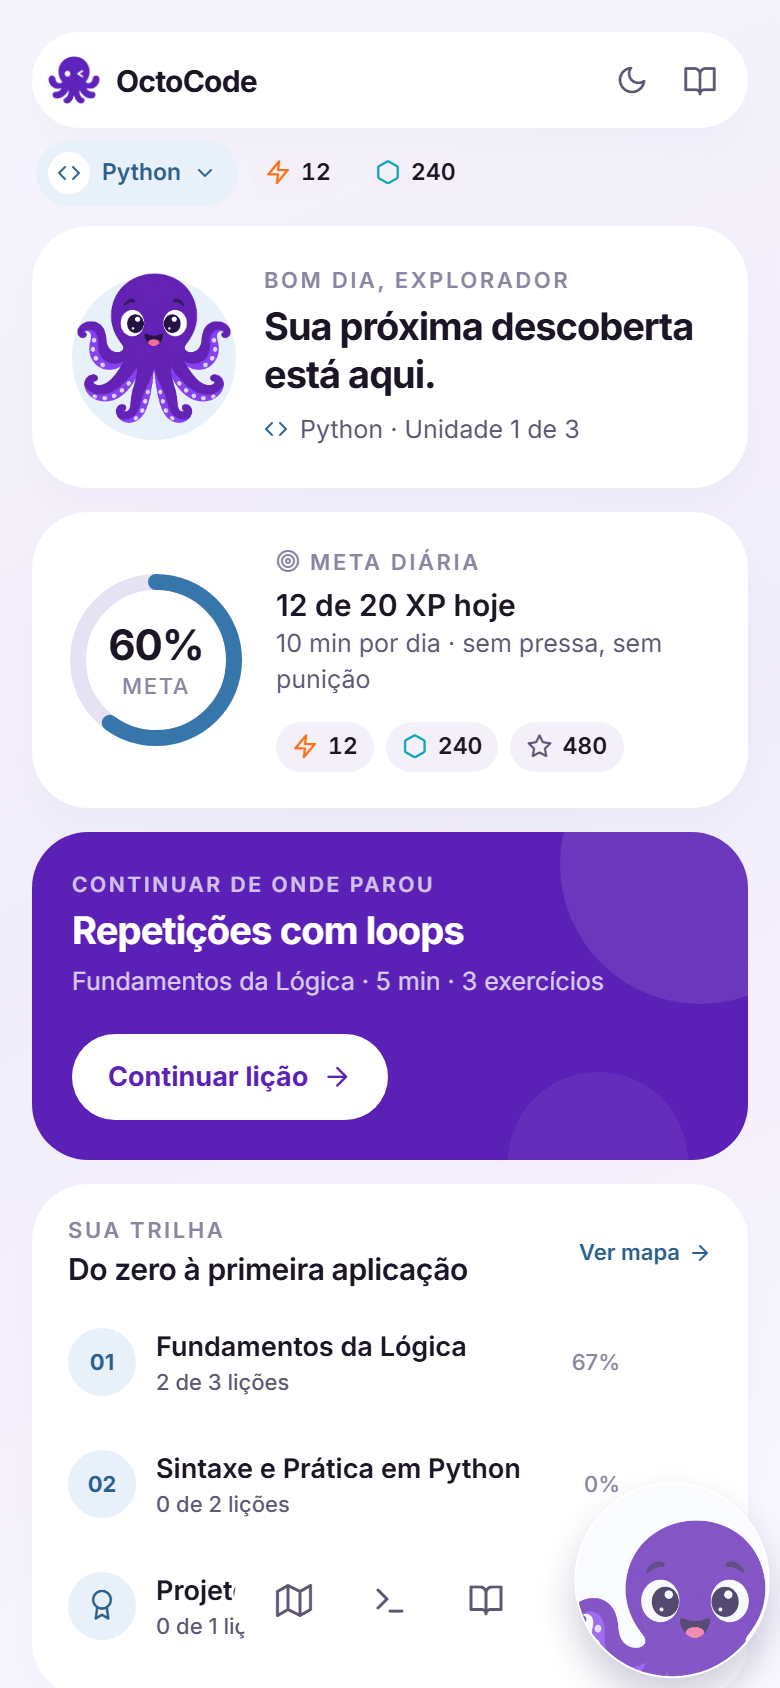 OctoCode
Python
12
240
BOM DIA, EXPLORADOR
Sua próxima descoberta
está aqui.
Python · Unidade 1 de 3
META DIÁRIA
12 de 20 XP hoje
10 min por dia · sem pressa, sem
punição
60%
META
12
240
480
CONTINUAR DE ONDE PAROU
Repetições com loops
Fundamentos da Lógica · 5 min · 3 exercícios
Continuar lição
SUA TRILHA
Do zero à primeira aplicação
Ver mapa
01
Fundamentos da Lógica
2 de 3 lições
67%
02
Sintaxe e Prática em Python
0 de 2 lições
0%
0 de 1